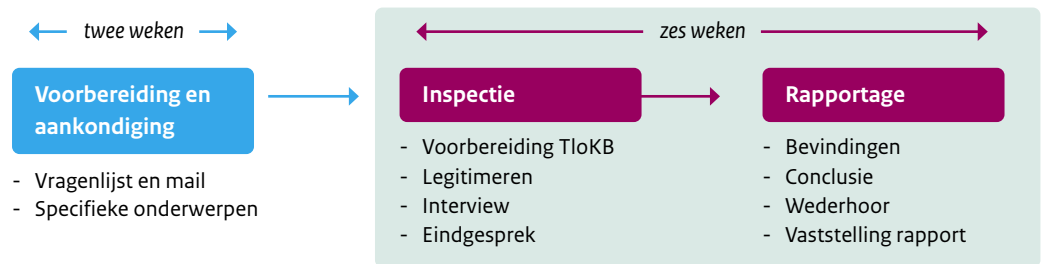 twee weken
zes weken
Voorbereiding en
aankondiging
- Vragenlijst en mail
- Specifieke onderwerpen
Inspectie
- Voorbereiding TloKB
- Legitimeren
- Interview
- Eindgesprek
Rapportage
- Bevindingen
- Conclusie
- Wederhoor
- Vaststelling rapport